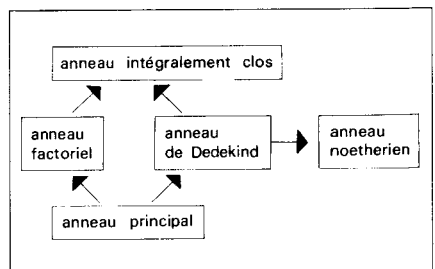 anneau intégralement clos
anneau
factoriel
anneau
de Dedekind
anneau
noetherien
anneau principal